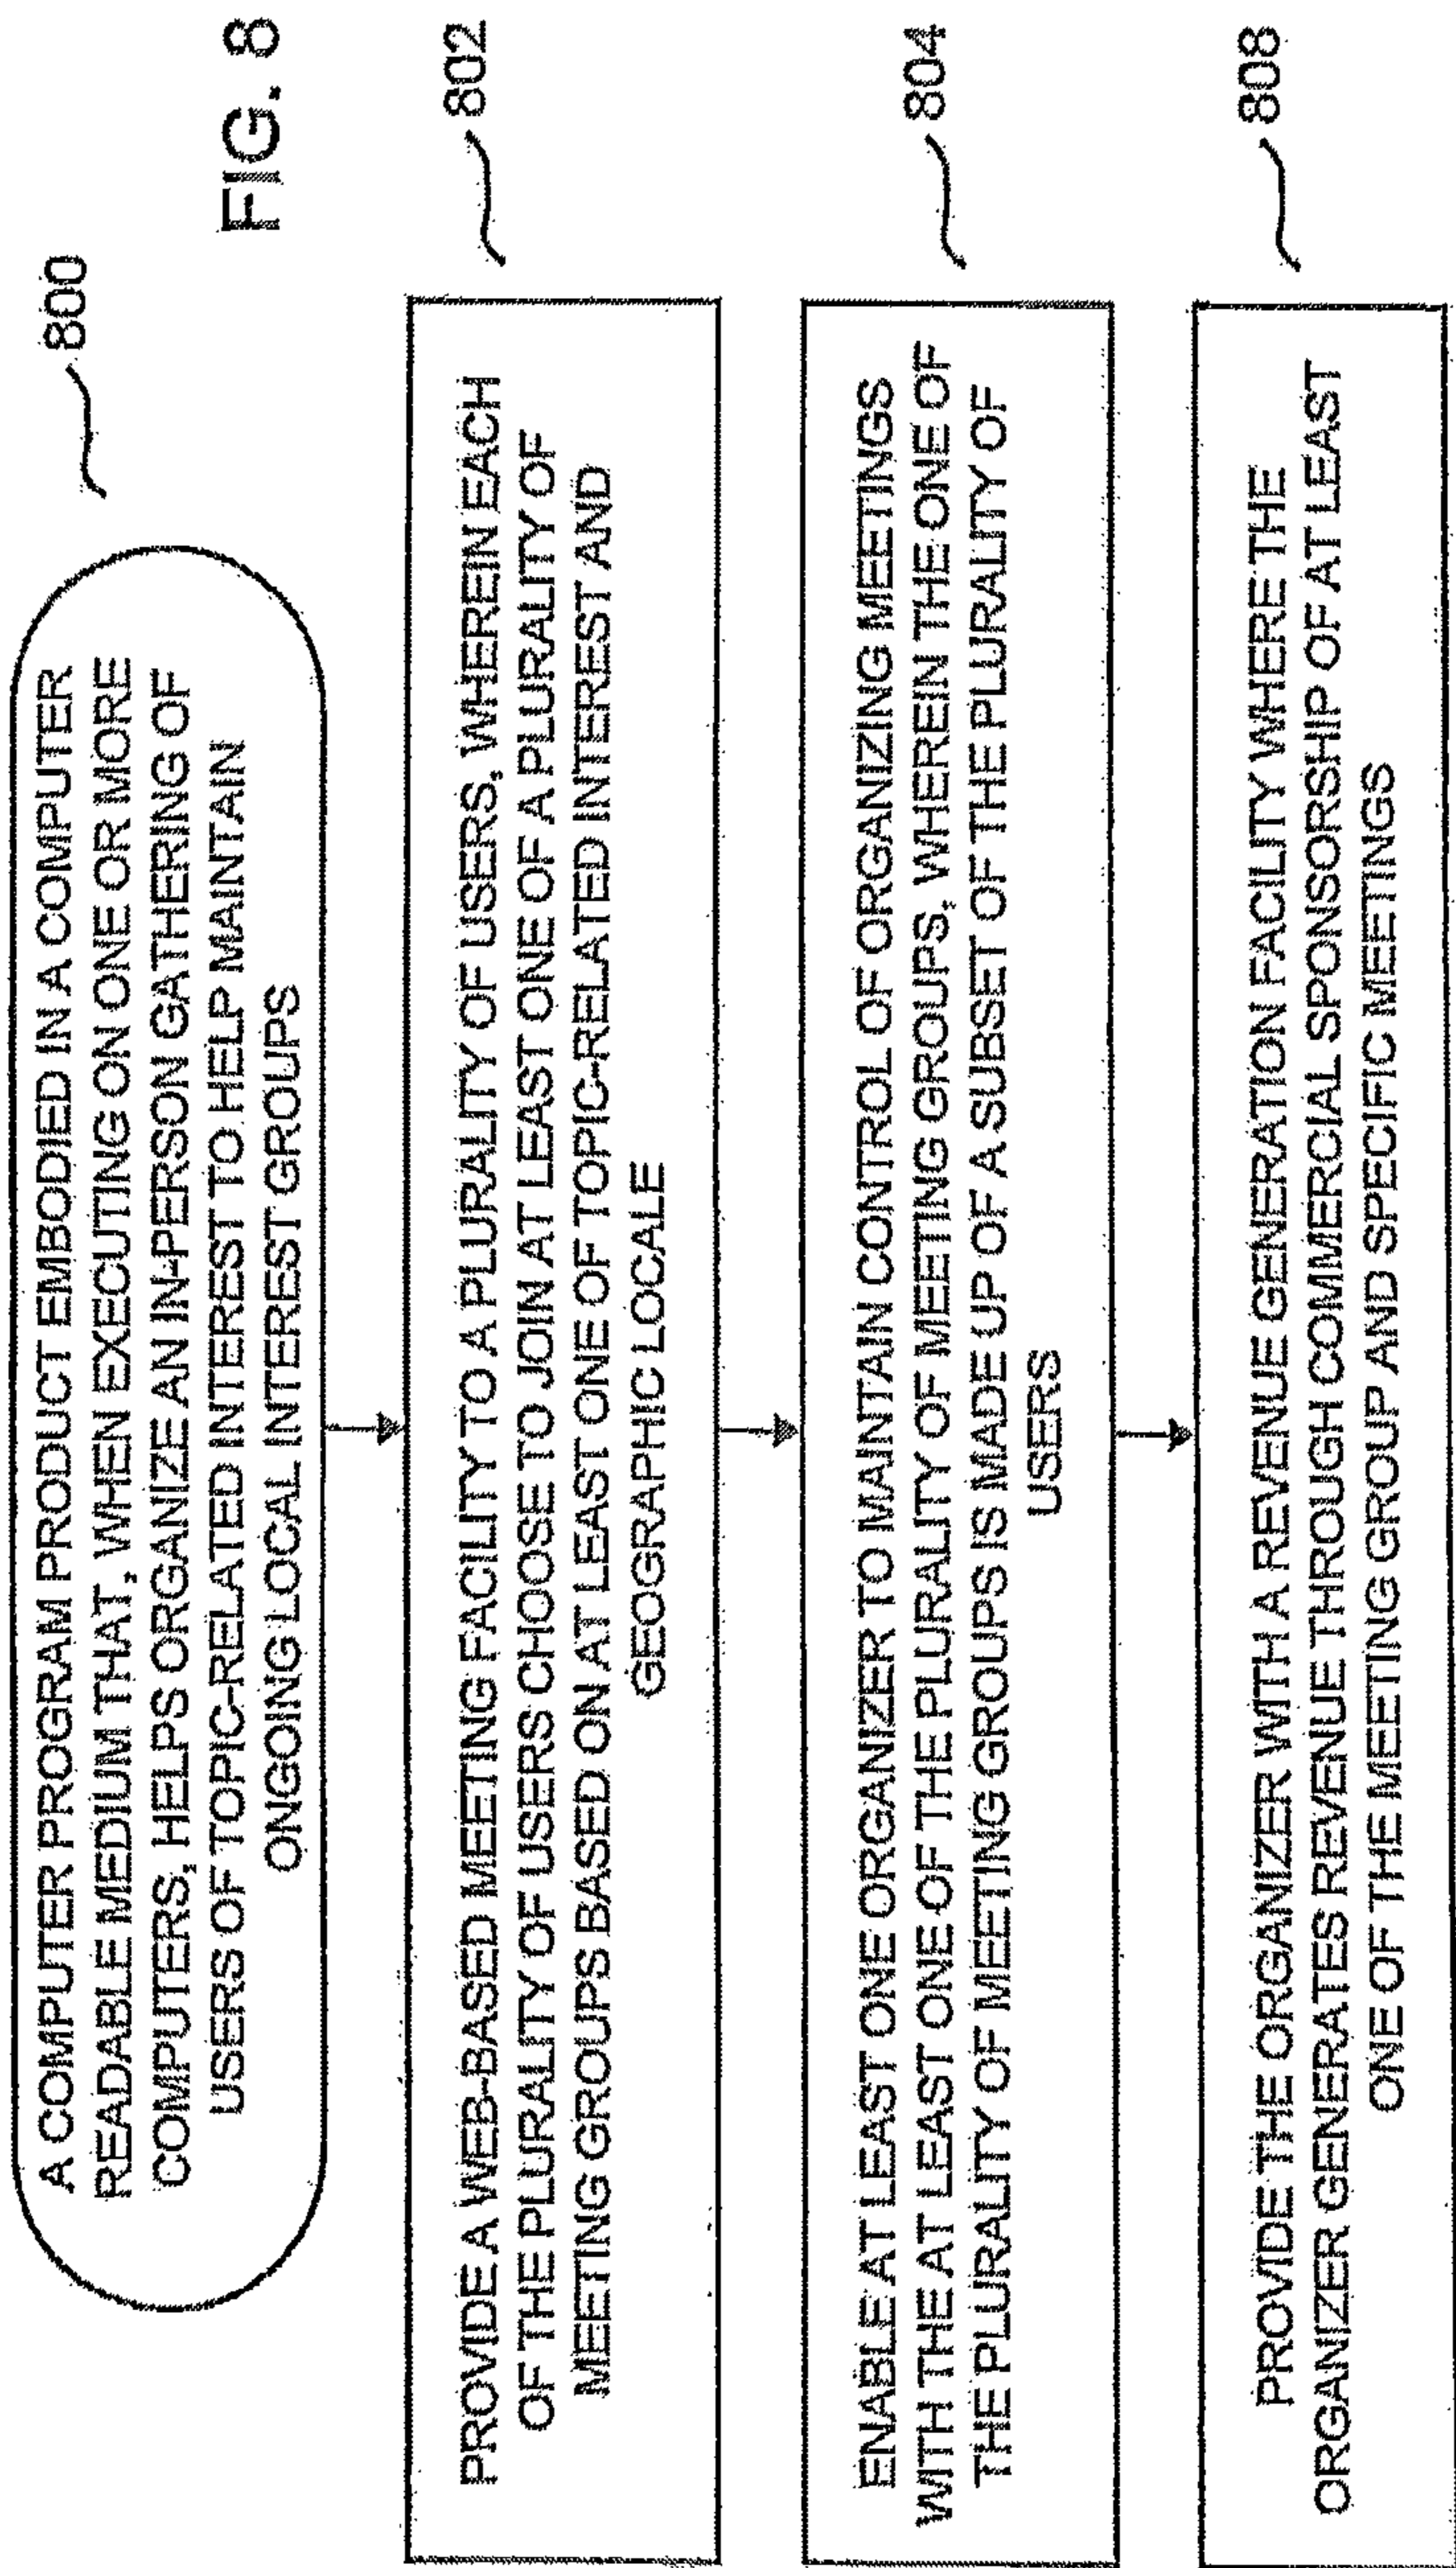 FIG. 8
800
A COMPUTER PROGRAM PRODUCT EMBODIED IN A COMPUTER
READABLE MEDIUM THAT, WHEN EXECUTING ON ONE OR MORE
COMPUTERS, HELPS ORGANIZE AN IN-PERSON GATHERING OF
USERS OF TOPIC-RELATED INTEREST TO HELP MAINTAIN
ONGOING LOCAL INTEREST GROUPS
802
PROVIDE A WEB-BASED MEETING FACILITY TO A PLURALITY OF USERS, WHEREIN EACH
OF THE PLURALITY OF USERS CHOOSE TO JOIN AT LEAST ONE OF A PLURALITY OF
MEETING GROUPS BASED ON AT LEAST ONE OF TOPIC-RELATED INTEREST AND
GEOGRAPHIC LOCALE
804
ENABLE AT LEAST ONE ORGANIZER TO MAINTAIN CONTROL OF ORGANIZING MEETINGS
WITH THE AT LEAST ONE OF THE PLURALITY OF MEETING GROUPS, WHEREIN THE ONE OF
THE PLURALITY OF MEETING GROUPS IS MADE UP OF A SUBSET OF THE PLURALITY OF
USERS
808
PROVIDE THE ORGANIZER WITH A REVENUE GENERATION FACILITY WHERE THE
ORGANIZER GENERATES REVENUE THROUGH COMMERCIAL SPONSORSHIP OF AT LEAST
ONE OF THE MEETING GROUP AND SPECIFIC MEETINGS